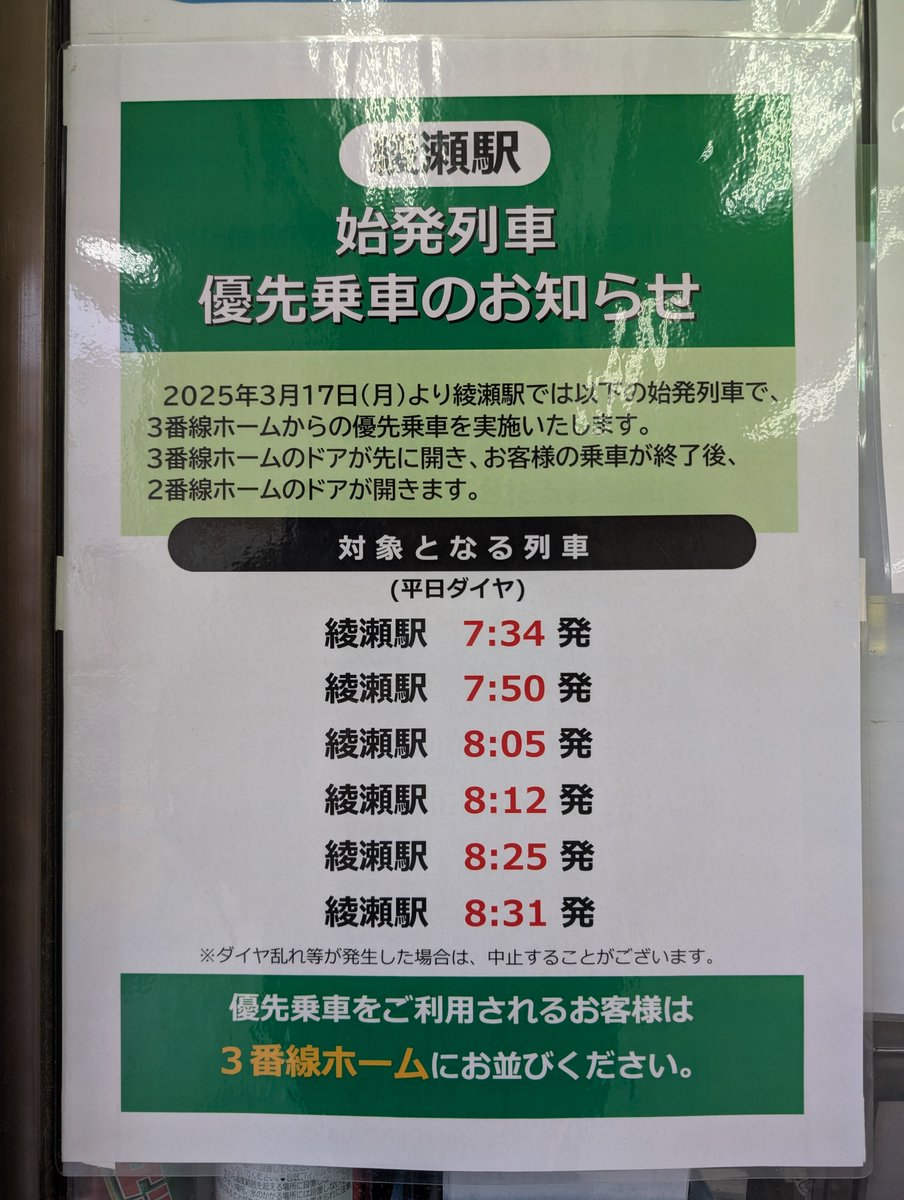 綾瀬駅
始発列車
優先乗車のお知らせ
2025年3月17日(月)より綾瀬駅では以下の始発列車で、
3番線ホームからの優先乗車を実施いたします。
3番線ホームのドアが先に開き、お客様の乗車が終了後、
2番線ホームのドアが開きます。
対象となる列車
(平日ダイヤ)
綾瀬駅 7:34 発
綾瀬駅 7:50 発
綾瀬駅 8:05 発
綾瀬駅 8:12 発
綾瀬駅 8:25 発
綾瀬駅 8:31 発
※ダイヤ乱れ等が発生した場合は、中止することがございます。
優先乗車をご利用されるお客様は
3番線ホームにお並びください。